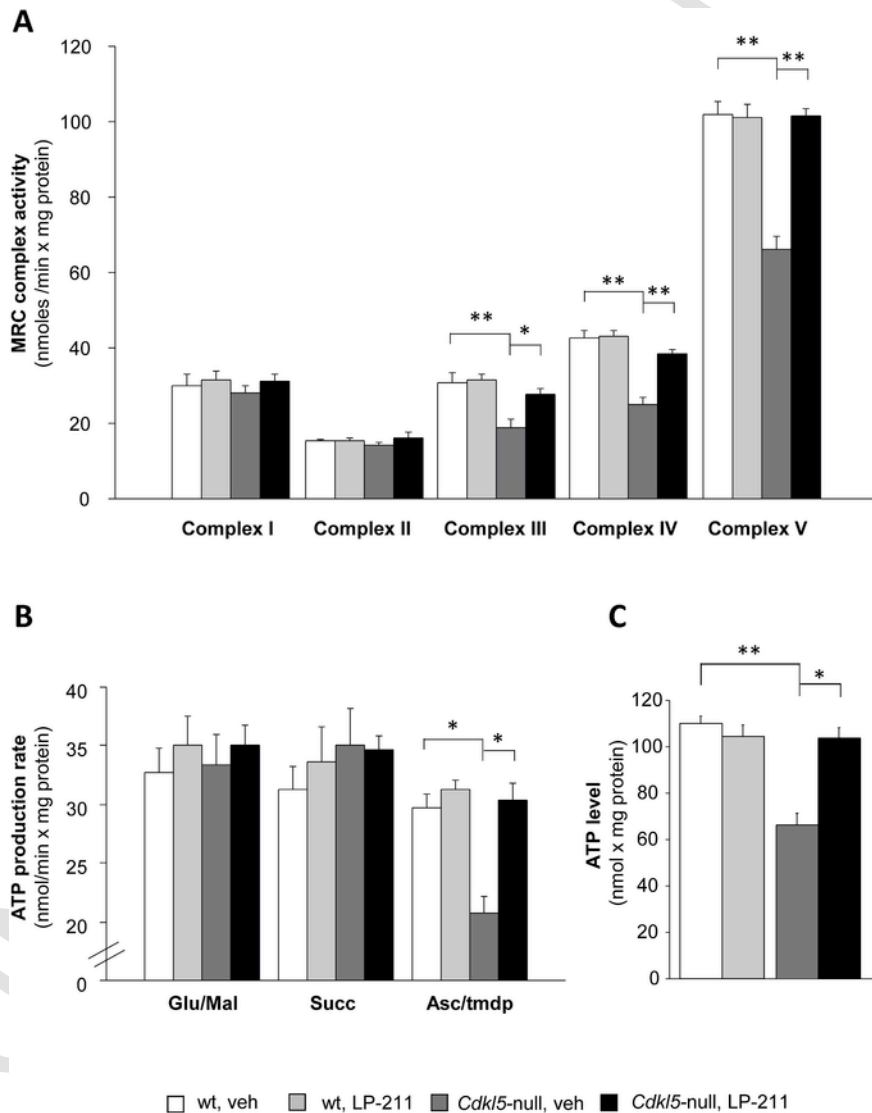 A
MRC complex activity
(nmoles /min x mg protein)
120
100
80
60
40
20
0
**
**
**
*
**
**
Complex I
Complex II
Complex III
Complex IV
Complex V
B
ATP production rate
(nmol/min x mg protein)
40
35
30
25
20
0
*
*
Glu/Mal
Succ
Asc/tmdp
C
ATP level
(nmol x mg protein)
120
100
80
60
40
20
0
**
*
wt, veh
wt, LP-211
Cdkl5-null, veh
Cdkl5-null, LP-211